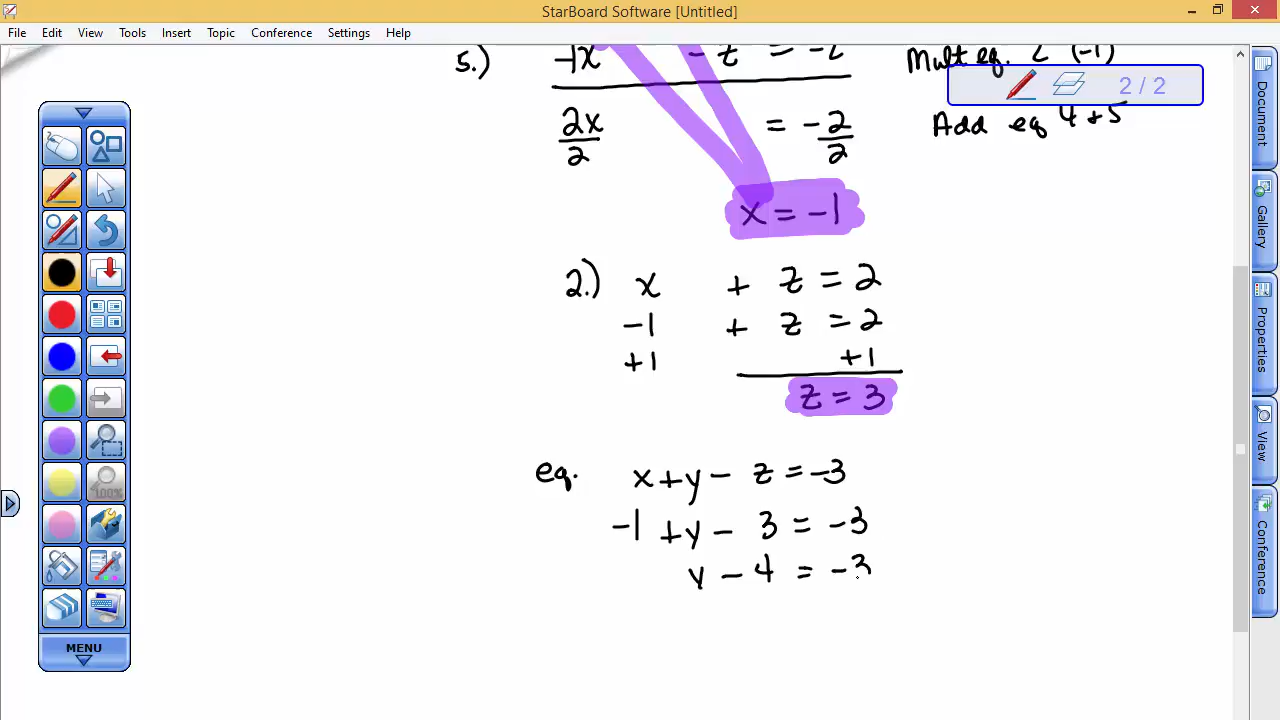 StarBoard Software [Untitled]
File Edit View Tools Insert Topic Conference Settings Help
5.) -1x - z = -2 Mult eq. 2 (-1)
2 / 2
2x/2 = -2/2 Add eq 4 + 5
x = -1
2.) x + z = 2
-1 + z = 2
+1 +1
z = 3
eq. x + y - z = -3
-1 + y - 3 = -3
y - 4 = -3
100%
MENU
Document
Gallery
Properties
View
Conference